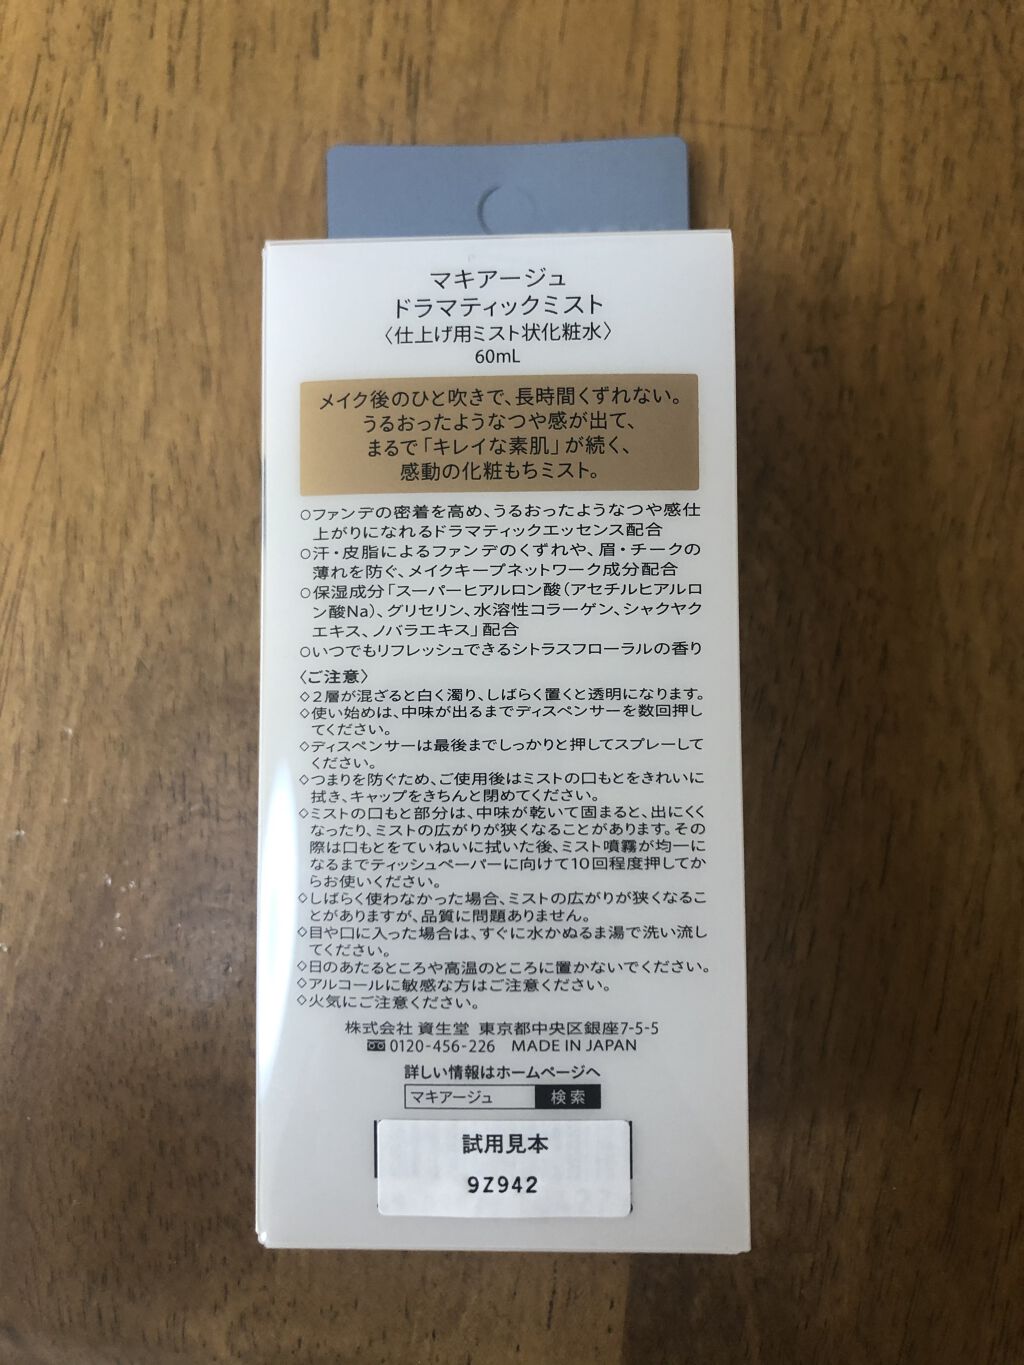 マキアージュ
ドラマティックミスト
〈仕上げ用ミスト状化粧水〉
60mL
メイク後のひと吹きで、長時間くずれない。
うるおったようなつや感が出て、
まるで「キレイな素肌」が続く、
感動の化粧もちミスト。
○ファンデの密着を高め、うるおったようなつや感仕
上がりになれるドラマティックエッセンス配合
○汗・皮脂によるファンデのくずれや、眉・チークの
薄れを防ぐ、メイクキープネットワーク成分配合
○保湿成分「スーパーヒアルロン酸（アセチルヒアルロ
ン酸Na）、グリセリン、水溶性コラーゲン、シャクヤク
エキス、ノバラエキス」配合
○いつでもリフレッシュできるシトラスフローラルの香り
〈ご注意〉
◇2層が混ざると白く濁り、しばらく置くと透明になります。
◇使い始めは、中味が出るまでディスペンサーを数回押し
てください。
◇ディスペンサーは最後までしっかりと押してスプレーして
ください。
◇つまりを防ぐため、ご使用後はミストの口もとをきれいに
拭き、キャップをきちんと閉めてください。
◇ミストの口もと部分は、中味が乾いて固まると、出にくく
なったり、ミストの広がりが狭くなることがあります。その
際は口もとをていねいに拭いた後、ミスト噴霧が均一に
なるまでティッシュペーパーに向けて10回程度押してか
らお使いください。
◇しばらく使わなかった場合、ミストの広がりが狭くなるこ
とがありますが、品質に問題ありません。
◇目や口に入った場合は、すぐに水かぬるま湯で洗い流し
てください。
◇日のあたるところや高温のところに置かないでください。
◇アルコールに敏感な方はご注意ください。
◇火気にご注意ください。
株式会社 資生堂 東京都中央区銀座7-5-5
0120-456-226 MADE IN JAPAN
詳しい情報はホームページへ
マキアージュ 検索
試用見本
9Z942